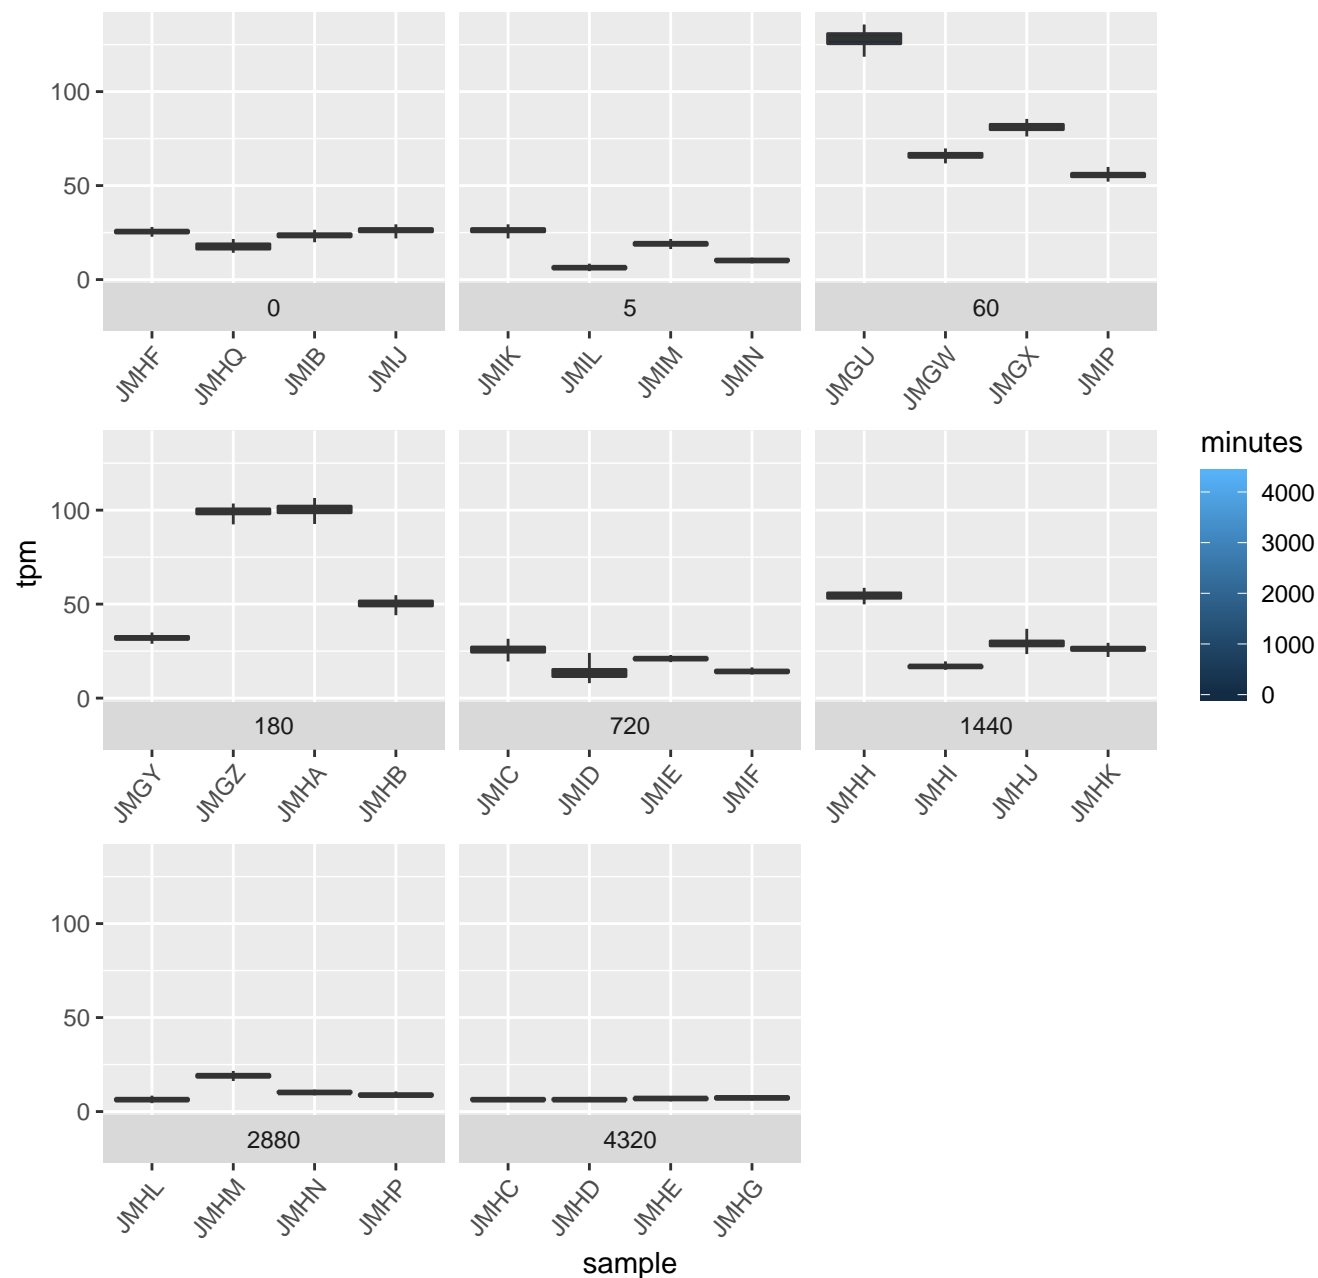 100
50
0
0
5
60
JMHF JMHQ JMIB JMIJ
JMIK JMIL JMIM JMIN
JMGU JMGW JMGX JMIP
tpm
100
50
0
180
720
1440
JMGY JMGZ JMHA JMHB
JMIC JMID JMIE JMIF
JMHH JMHI JMHJ JMHK
100
50
0
2880
4320
JMHL JMHM JMHN JMHP
JMHC JMHD JMHE JMHG
sample
minutes
4000
3000
2000
1000
0